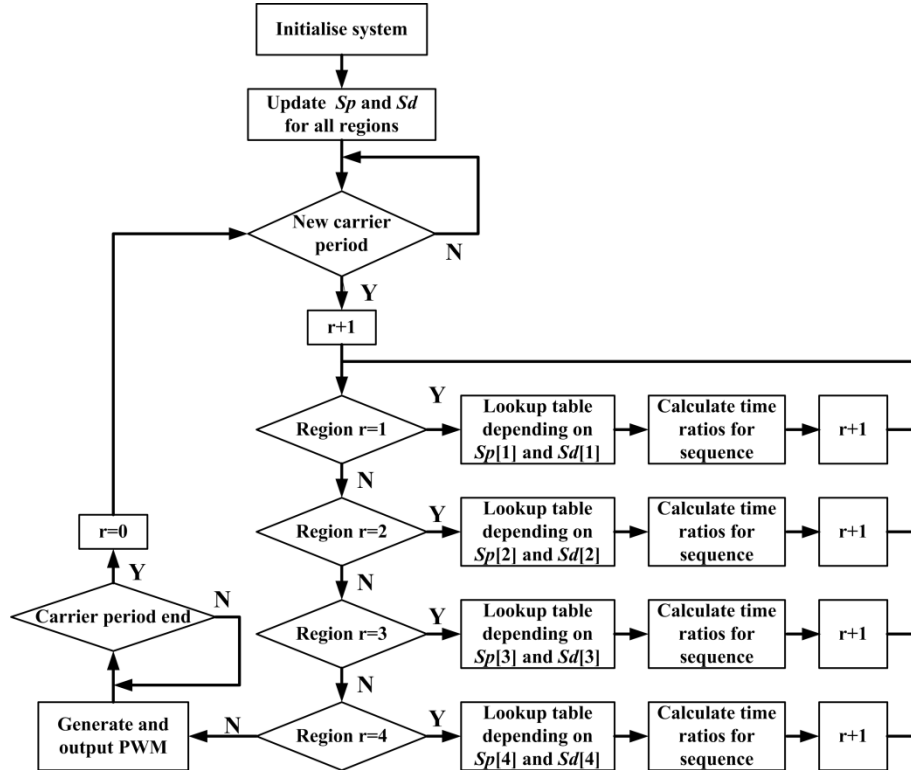 Initialise system
Update Sp and Sd
for all regions
New carrier
period
N
Y
r+1
Region r=1
Y
Lookup table
depending on
Sp[1] and Sd[1]
Calculate time
ratios for
sequence
r+1
N
Region r=2
Y
Lookup table
depending on
Sp[2] and Sd[2]
Calculate time
ratios for
sequence
r+1
N
Region r=3
Y
Lookup table
depending on
Sp[3] and Sd[3]
Calculate time
ratios for
sequence
r+1
N
Region r=4
Y
Lookup table
depending on
Sp[4] and Sd[4]
Calculate time
ratios for
sequence
r+1
N
Generate and
output PWM
Carrier period end
N
Y
r=0